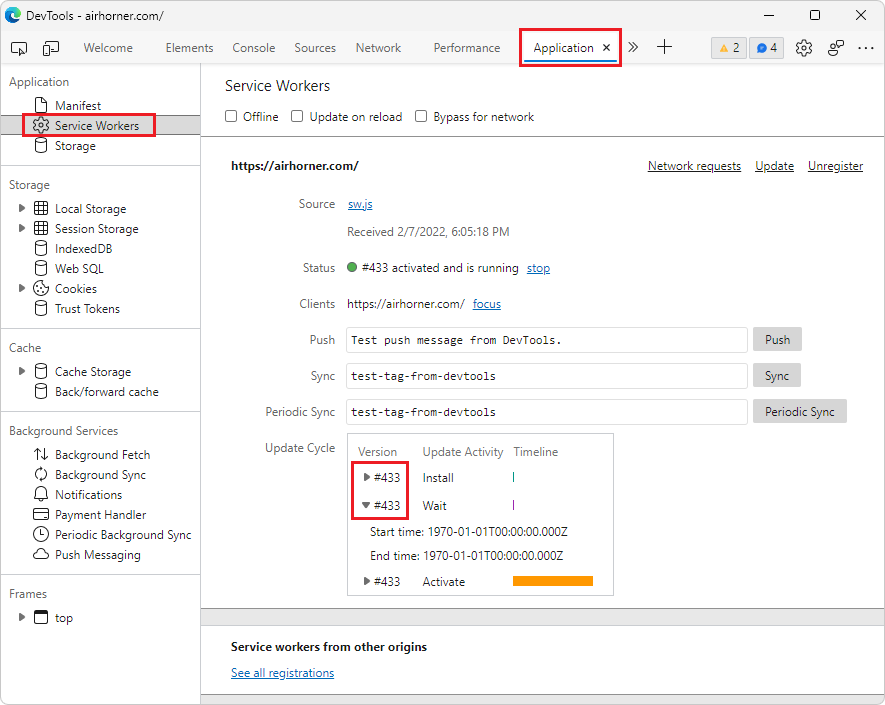 DevTools - airhorner.com/
Welcome Elements Console Sources Network Performance Application 2 4
Application
Manifest
Service Workers
Storage
Storage
Local Storage
Session Storage
IndexedDB
Web SQL
Cookies
Trust Tokens
Cache
Cache Storage
Back/forward cache
Background Services
Background Fetch
Background Sync
Notifications
Payment Handler
Periodic Background Sync
Push Messaging
Frames
top
Service Workers
Offline Update on reload Bypass for network
https://airhorner.com/ Network requests Update Unregister
Source sw.js
Received 2/7/2022, 6:05:18 PM
Status #433 activated and is running stop
Clients https://airhorner.com/ focus
Push Test push message from DevTools. Push
Sync test-tag-from-devtools Sync
Periodic Sync test-tag-from-devtools Periodic Sync
Update Cycle Version Update Activity Timeline
#433 Install
#433 Wait
Start time: 1970-01-01T00:00:00.000Z
End time: 1970-01-01T00:00:00.000Z
#433 Activate
Service workers from other origins
See all registrations